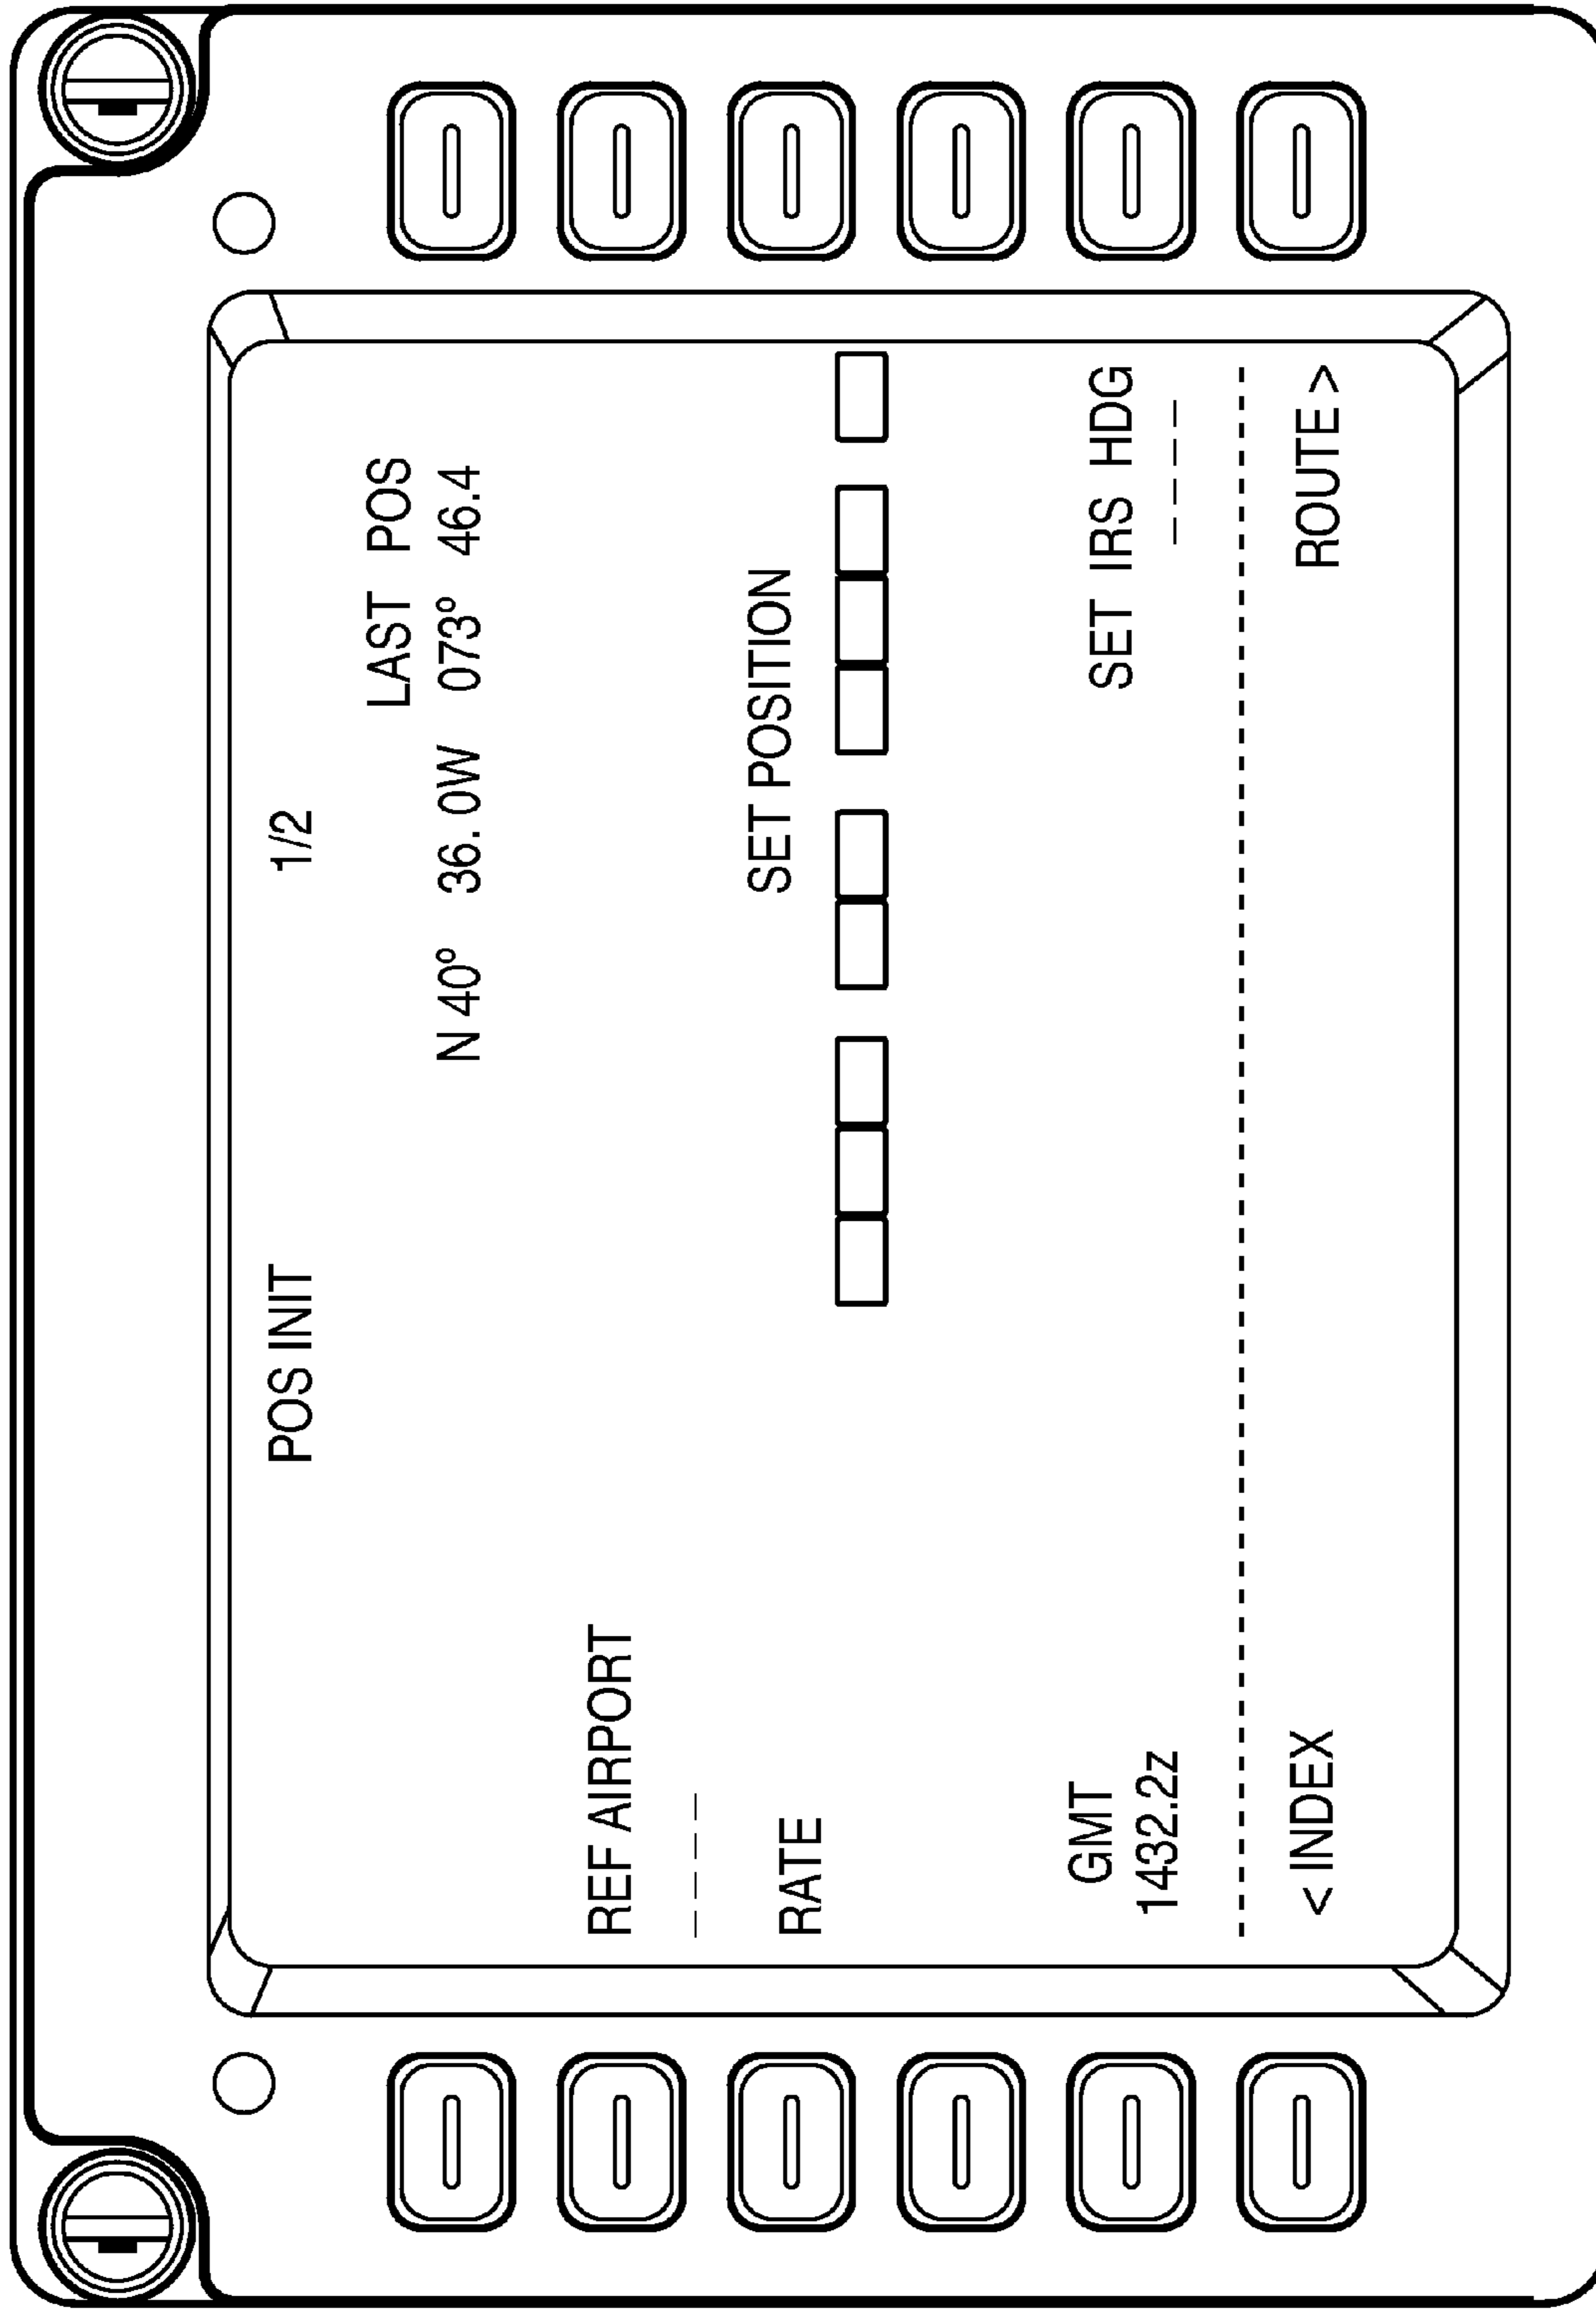 POS INIT 1/2
LAST POS
N 40° 36.0W 073° 46.4
REF AIRPORT
– – – –
SET POSITION
RATE
GMT SET IRS HDG
1432.2z – – – –
< INDEX ROUTE >